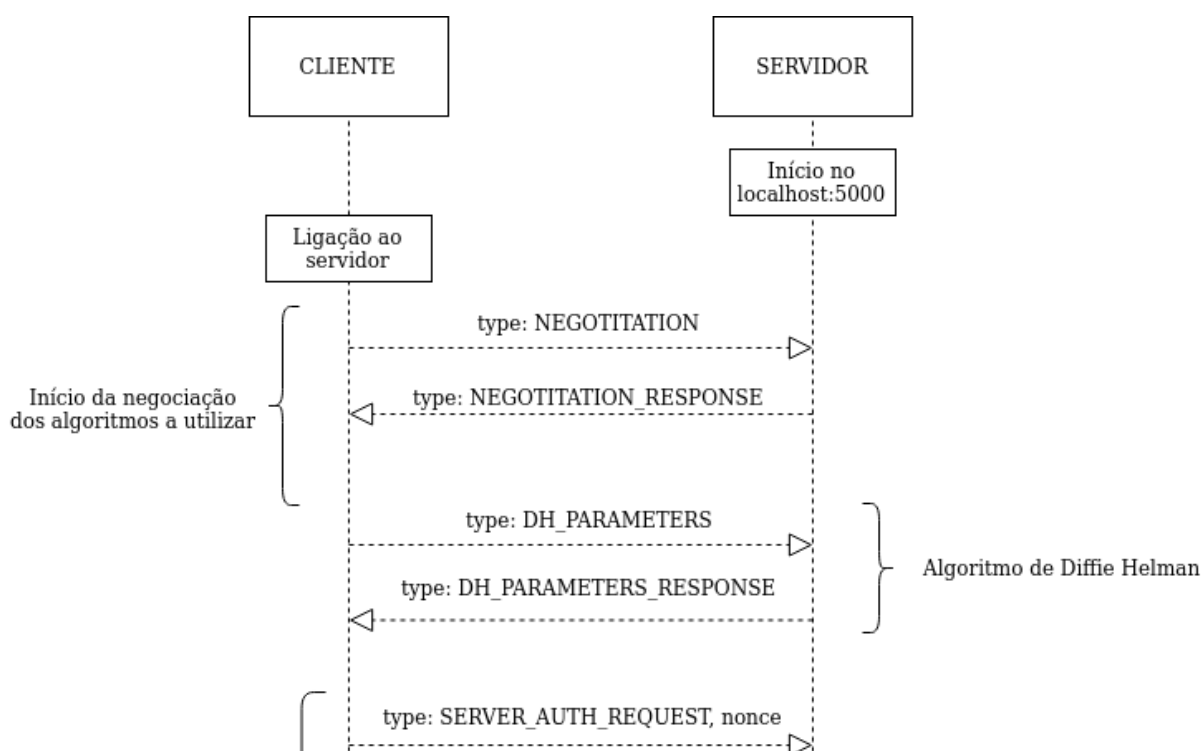 CLIENTE
SERVIDOR
Início no
localhost:5000
Ligação ao
servidor
type: NEGOTITATION
type: NEGOTITATION_RESPONSE
Início da negociação
dos algoritmos a utilizar
type: DH_PARAMETERS
Algoritmo de Diffie Helman
type: DH_PARAMETERS_RESPONSE
type: SERVER_AUTH_REQUEST, nonce